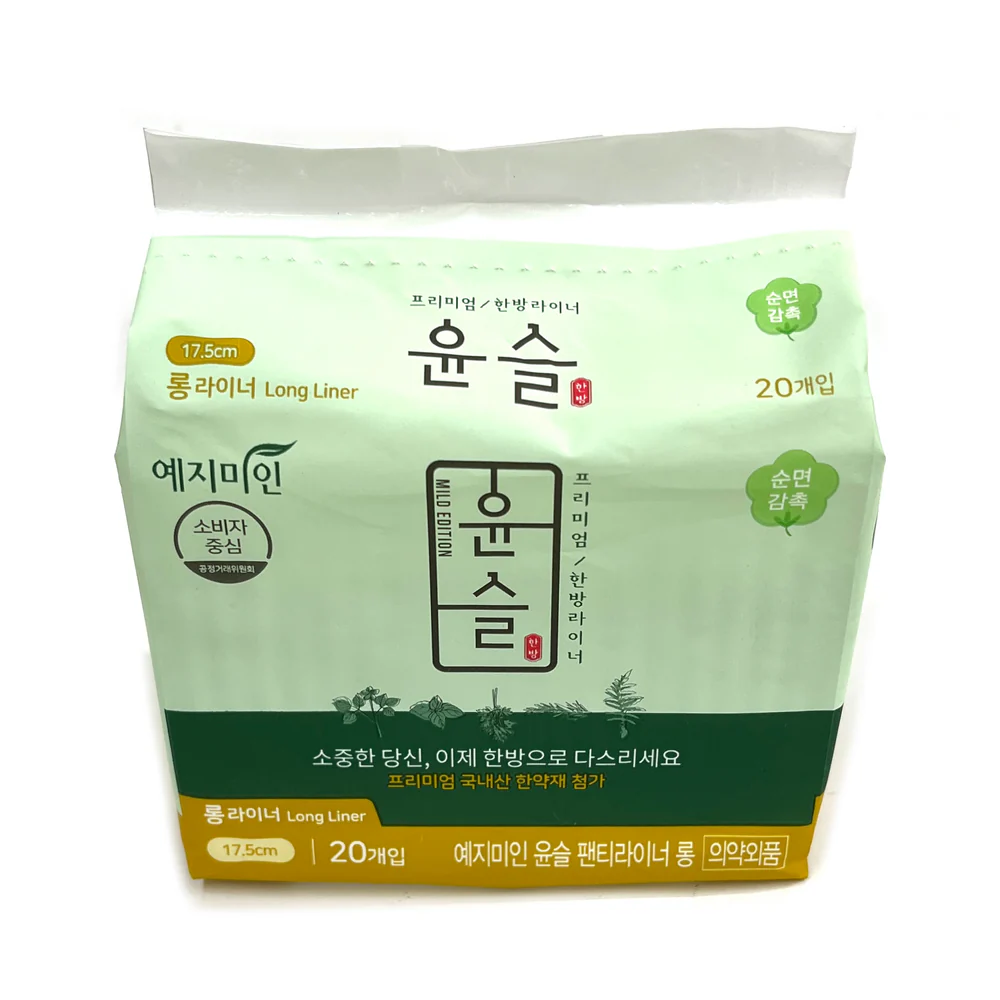 프리미엄/한방라이너
윤슬
한방
순면
감촉
17.5cm
롱라이너 Long Liner
20개입
예지미인
소비자
중심
공정거래위원회
MILD EDITION
윤슬
한방
프리미엄/한방라이너
순면
감촉
소중한 당신, 이제 한방으로 다스리세요
프리미엄 국내산 한약재 첨가
롱라이너 Long Liner
17.5cm | 20개입
예지미인 윤슬 팬티라이너 롱 의약외품